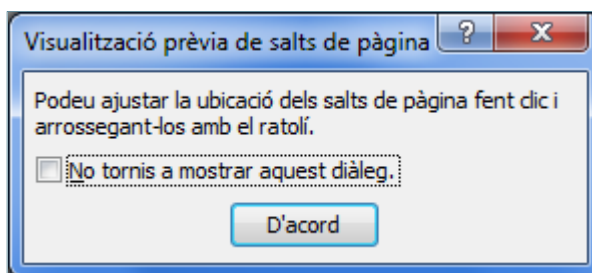 Visualització prèvia de salts de pàgina
Podeu ajustar la ubicació dels salts de pàgina fent clic i
arrossegant-los amb el ratolí.
No tornis a mostrar aquest diàleg.
D'acord